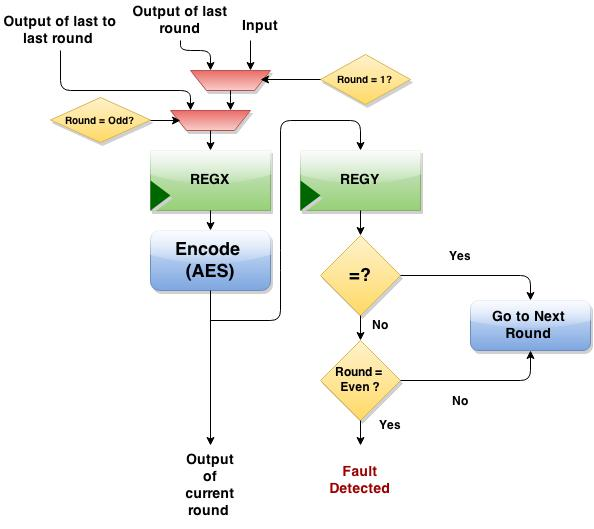 Output of last to
last round
Output of last
round
Input
Round = 1?
Round = Odd?
REGX
REGY
Encode
(AES)
=?
Yes
Go to Next
Round
No
Round =
Even ?
No
Yes
Output
of
current
round
Fault
Detected